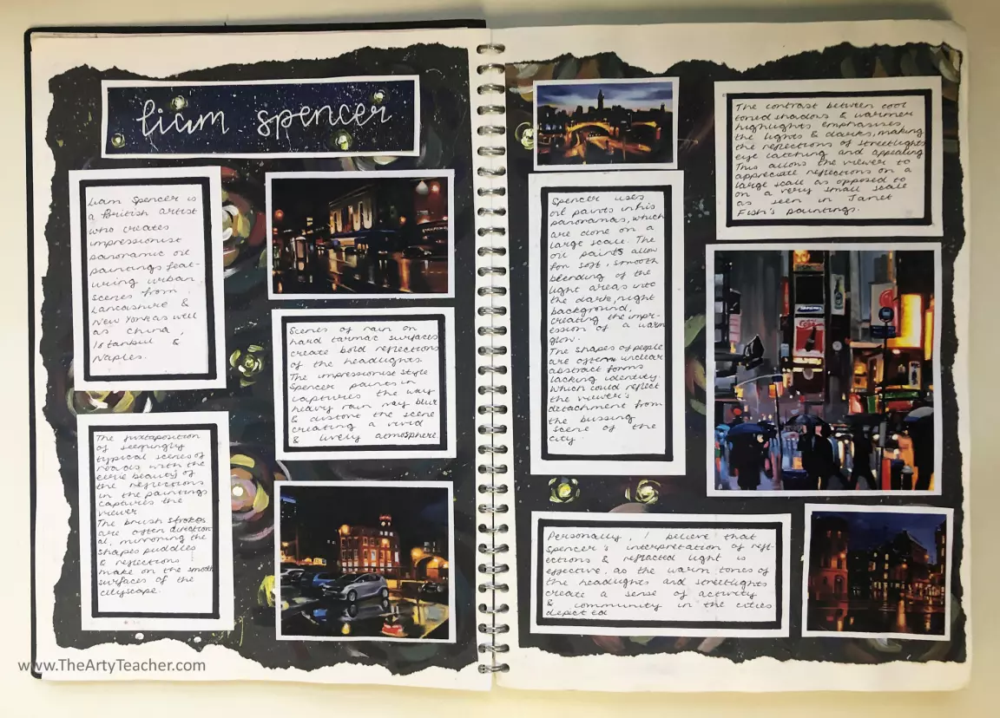 liam spencer
Liam Spencer is
a British artist
who creates
impressionist
panoramic oil
paintings feat-
uring urban
scenes from
Lancashire &
New York as well
as China,
Istanbul &
Naples.
Scenes of rain on
hard tarmac surfaces
create bold reflections
of the headlights.
The impressionist style
Spencer paints in
captures the way
heavy rain may blur
& distort the scene
creating a vivid
& lively atmosphere
The juxtaposition
of seemingly
typical scenes of
roads, with the
eerie beauty of
the reflections
in the paintings
captures the
viewer
The brush strokes
are often direction
al, mirroring the
shapes puddles
& reflections
make on the smooth
surfaces of the
cityscape.
Spencer uses
oil paints in his
panoramas, which
are done on a
large scale. The
oil paints allow
for soft, smooth
blending of the
light areas into
the dark, night
background,
creating the impr-
ession of a warm
glow.
The shapes of people
are often unclear
abstract forms
lacking identity.
Which could reflect
the viewer's
detachment from
the bussing
scene of the
city.
The contrast between cool
toned shadows & warmer
highlights emphasises
the lights & darks, making
the reflections of streetlights
eye catching and appealing
This allows the viewer to
appreciate reflections on a
large scale as opposed to
on a very small scale
as seen in Janet
Fish's paintings.
Personally, I believe that
Spencer's interpretation of refl-
ections & refracted light is
effective, as the warm tones of
the headlights and streetlights
create a sense of activity
& community in the cities
depicted
www.TheArtyTeacher.com